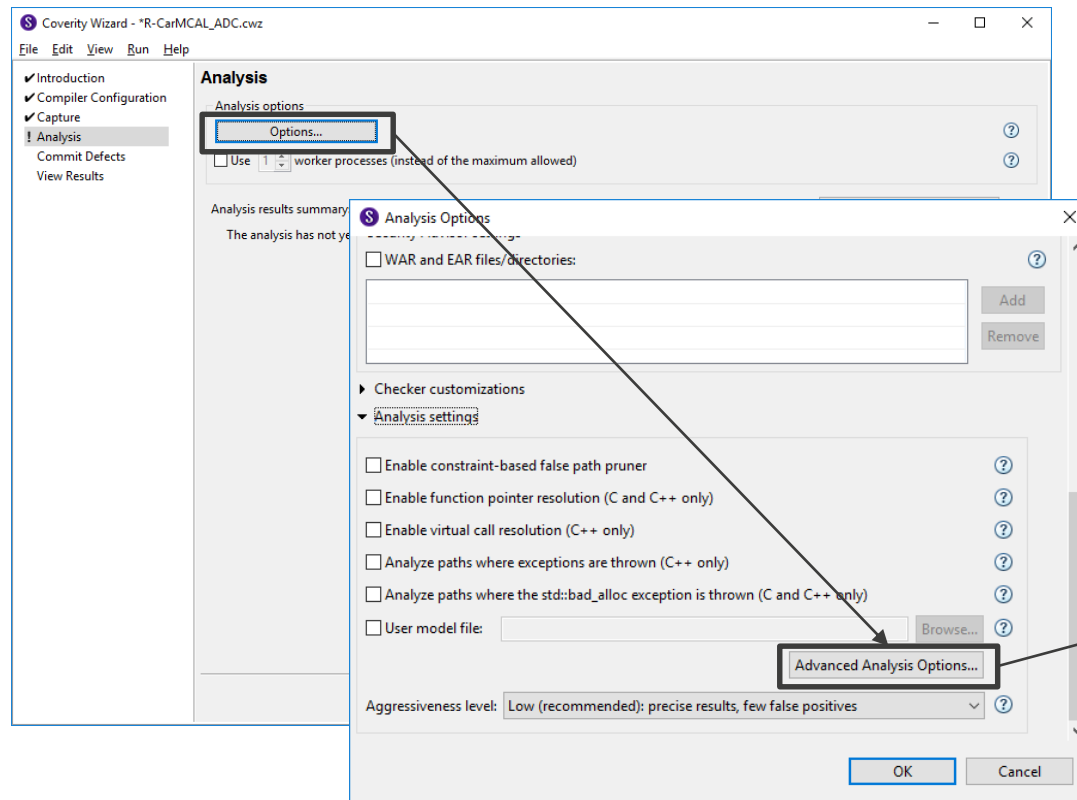 Coverity Wizard - *R-CarMCAL_ADC.cwz
File Edit View Run Help
✔Introduction
✔Compiler Configuration
✔Capture
! Analysis
Commit Defects
View Results
Analysis
Analysis options
Options...
Use 1 worker processes (instead of the maximum allowed)
Analysis results summary
The analysis has not ye
Analysis Options
WAR and EAR files/directories:
Add
Remove
Checker customizations
Analysis settings
Enable constraint-based false path pruner
Enable function pointer resolution (C and C++ only)
Enable virtual call resolution (C++ only)
Analyze paths where exceptions are thrown (C++ only)
Analyze paths where the std::bad_alloc exception is thrown (C and C++ only)
User model file:
Browse...
Advanced Analysis Options...
Aggressiveness level: Low (recommended): precise results, few false positives
OK
Cancel